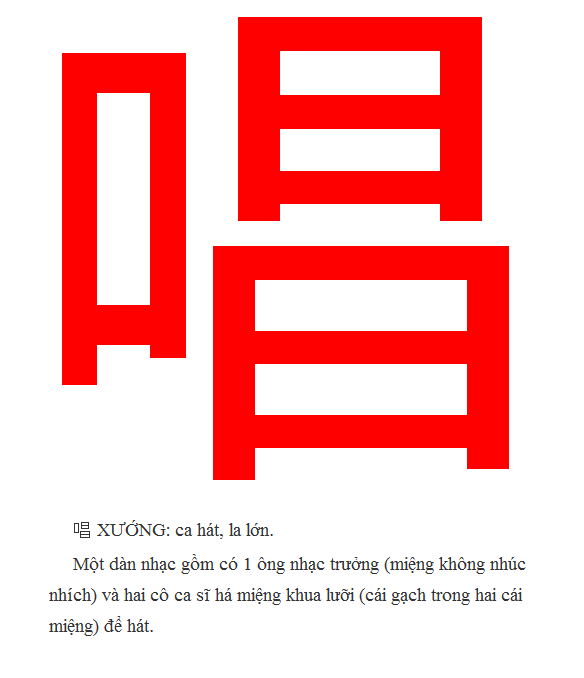 唱
唱 XƯỚNG: ca hát, la lớn.
Một dàn nhạc gồm có 1 ông nhạc trưởng (miệng không nhúc
nhích) và hai cô ca sĩ há miệng khua lưỡi (cái gạch trong hai cái
miệng) để hát.